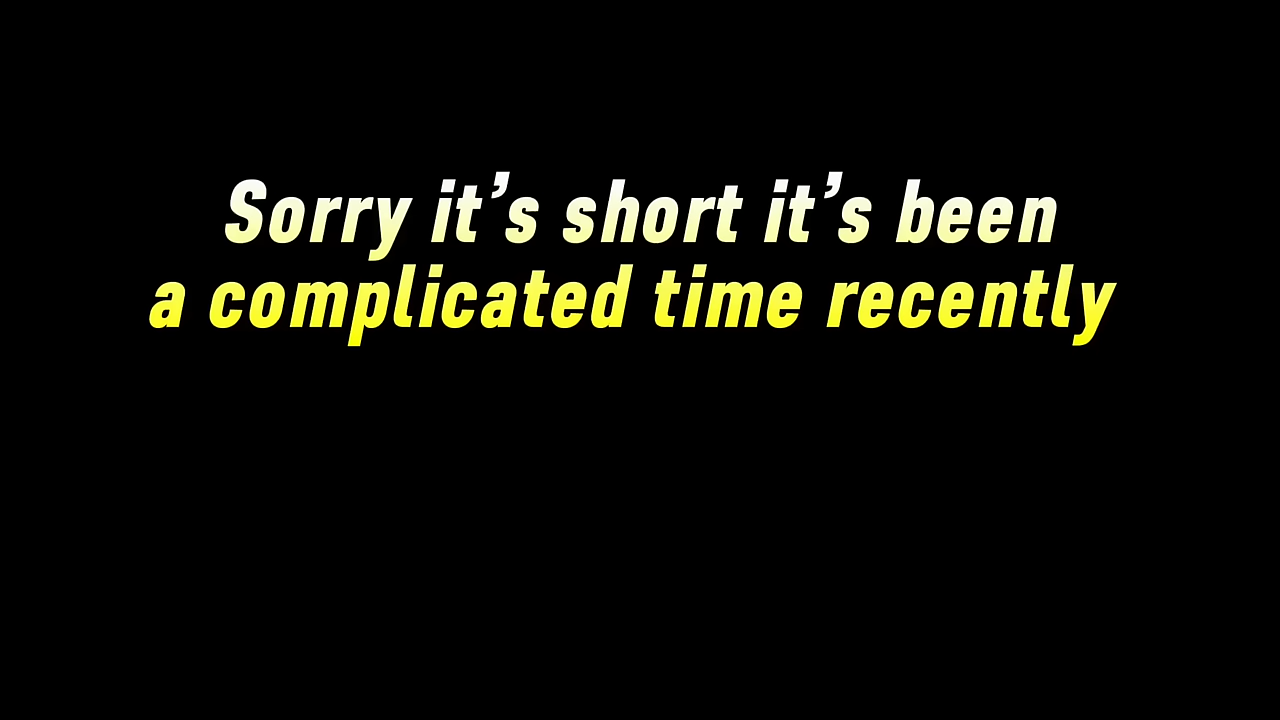 Sorry it’s short it’s been
a complicated time recently